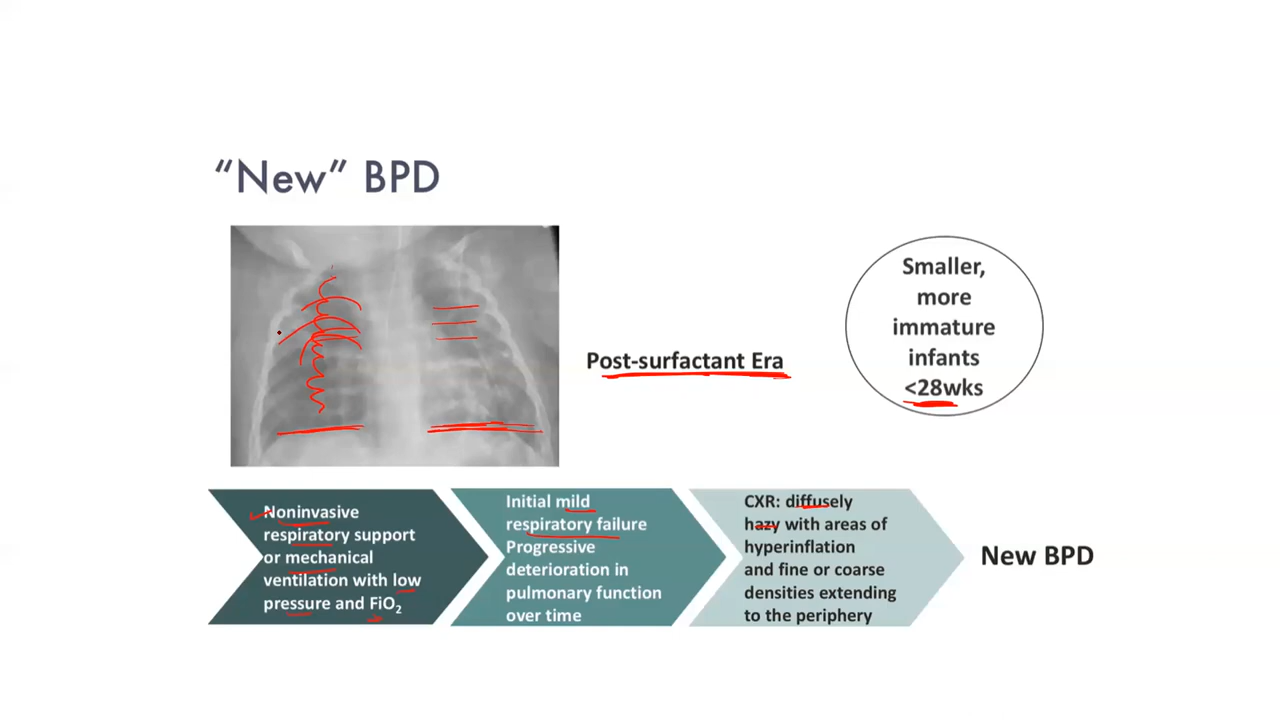 “New” BPD
Post-surfactant Era
Smaller,
more
immature
infants
<28wks
Noninvasive
respiratory support
or mechanical
ventilation with low
pressure and FiO₂
Initial mild
respiratory failure
Progressive
deterioration in
pulmonary function
over time
CXR: diffusely
hazy with areas of
hyperinflation
and fine or coarse
densities extending
to the periphery
New BPD